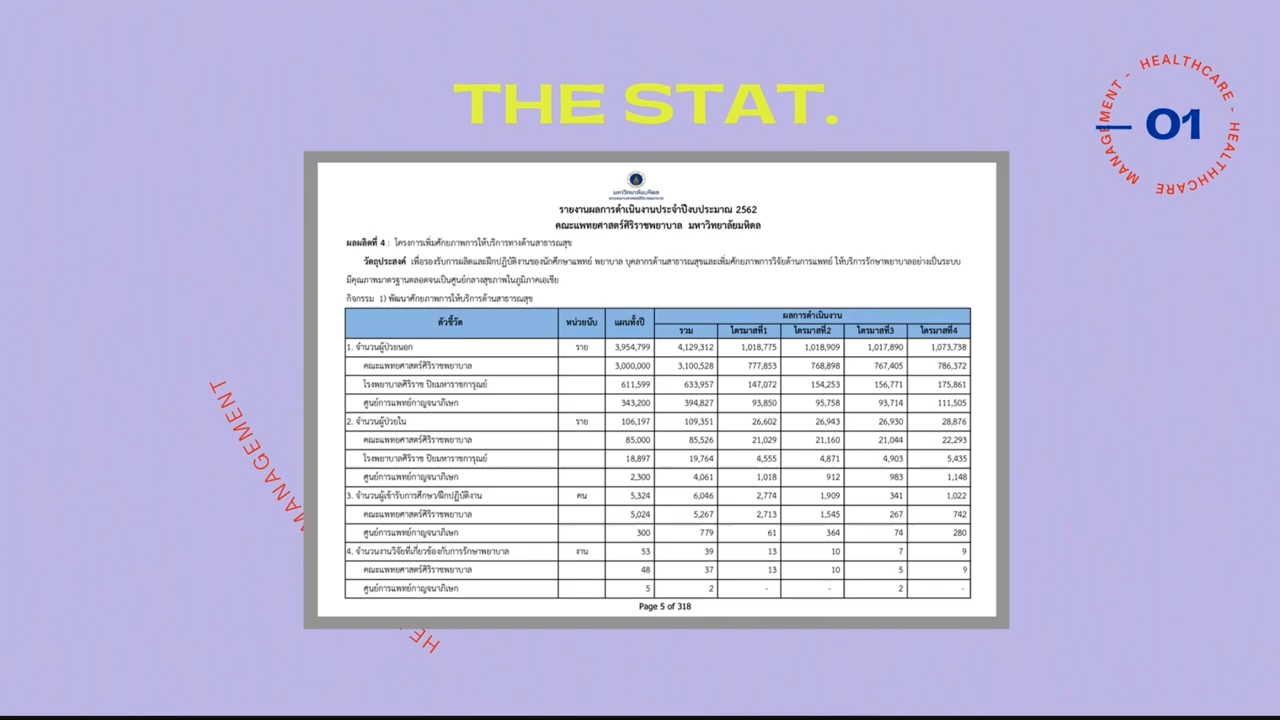 THE STAT.
HEALTHCARE - HEALTHCARE MANAGEMENT -
01
มหาวิทยาลัยมหิดล
รายงานผลการดำเนินงานประจำปีงบประมาณ 2562
คณะแพทยศาสตร์ศิริราชพยาบาล มหาวิทยาลัยมหิดล
ผลผลิตที่ 4 : โครงการเพิ่มศักยภาพการให้บริการทางด้านสาธารณสุข
วัตถุประสงค์ เพื่อรองรับการผลิตและฝึกปฏิบัติงานของนักศึกษาแพทย์ พยาบาล บุคลากรด้านสาธารณสุขและเพิ่มศักยภาพการวิจัยด้านการแพทย์ ให้บริการรักษาพยาบาลอย่างเป็นระบบ
มีคุณภาพมาตรฐานตลอดจนเป็นศูนย์กลางสุขภาพในภูมิภาคเอเชีย
กิจกรรม 1) พัฒนาศักยภาพการให้บริการด้านสาธารณสุข
ตัวชี้วัด หน่วยนับ แผนทั้งปี ผลการดำเนินงาน
รวม ไตรมาสที่1 ไตรมาสที่2 ไตรมาสที่3 ไตรมาสที่4
1. จำนวนผู้ป่วยนอก ราย 3,954,799 4,129,312 1,018,775 1,018,909 1,017,890 1,073,738
คณะแพทยศาสตร์ศิริราชพยาบาล 3,000,000 3,100,528 777,853 768,898 767,405 786,372
โรงพยาบาลศิริราช ปิยมหาราชการุณย์ 611,599 633,957 147,072 154,253 156,771 175,861
ศูนย์การแพทย์กาญจนาภิเษก 343,200 394,827 93,850 95,758 93,714 111,505
2. จำนวนผู้ป่วยใน ราย 106,197 109,351 26,602 26,943 26,930 28,876
คณะแพทยศาสตร์ศิริราชพยาบาล 85,000 85,526 21,029 21,160 21,044 22,293
โรงพยาบาลศิริราช ปิยมหาราชการุณย์ 18,897 19,764 4,555 4,871 4,903 5,435
ศูนย์การแพทย์กาญจนาภิเษก 2,300 4,061 1,018 912 983 1,148
3. จำนวนผู้เข้ารับการศึกษา/ฝึกปฏิบัติงาน คน 5,324 6,046 2,774 1,909 341 1,022
คณะแพทยศาสตร์ศิริราชพยาบาล 5,024 5,267 2,713 1,545 267 742
ศูนย์การแพทย์กาญจนาภิเษก 300 779 61 364 74 280
4. จำนวนงานวิจัยที่เกี่ยวข้องกับการรักษาพยาบาล งาน 53 39 13 10 7 9
คณะแพทยศาสตร์ศิริราชพยาบาล 48 37 13 10 5 9
ศูนย์การแพทย์กาญจนาภิเษก 5 2 - - 2 -
Page 5 of 318
MANAGEMENT
MANA
HE